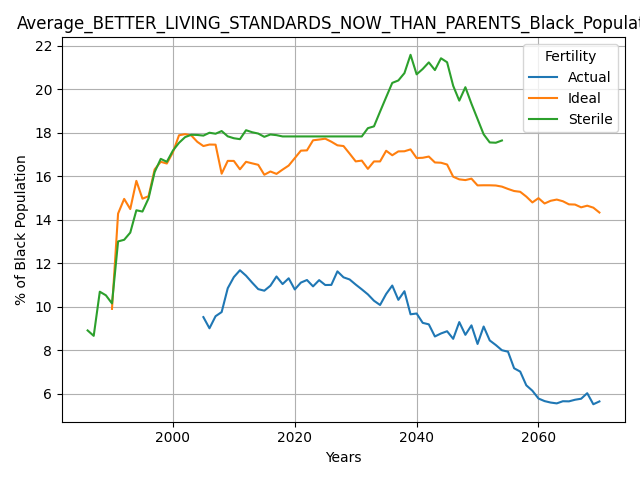 Average_BETTER_LIVING_STANDARDS_NOW_THAN_PARENTS_Black_Populat
Fertility
Actual
Ideal
Sterile
% of Black Population
22
20
18
16
14
12
10
8
6
2000 2020 2040 2060
Years